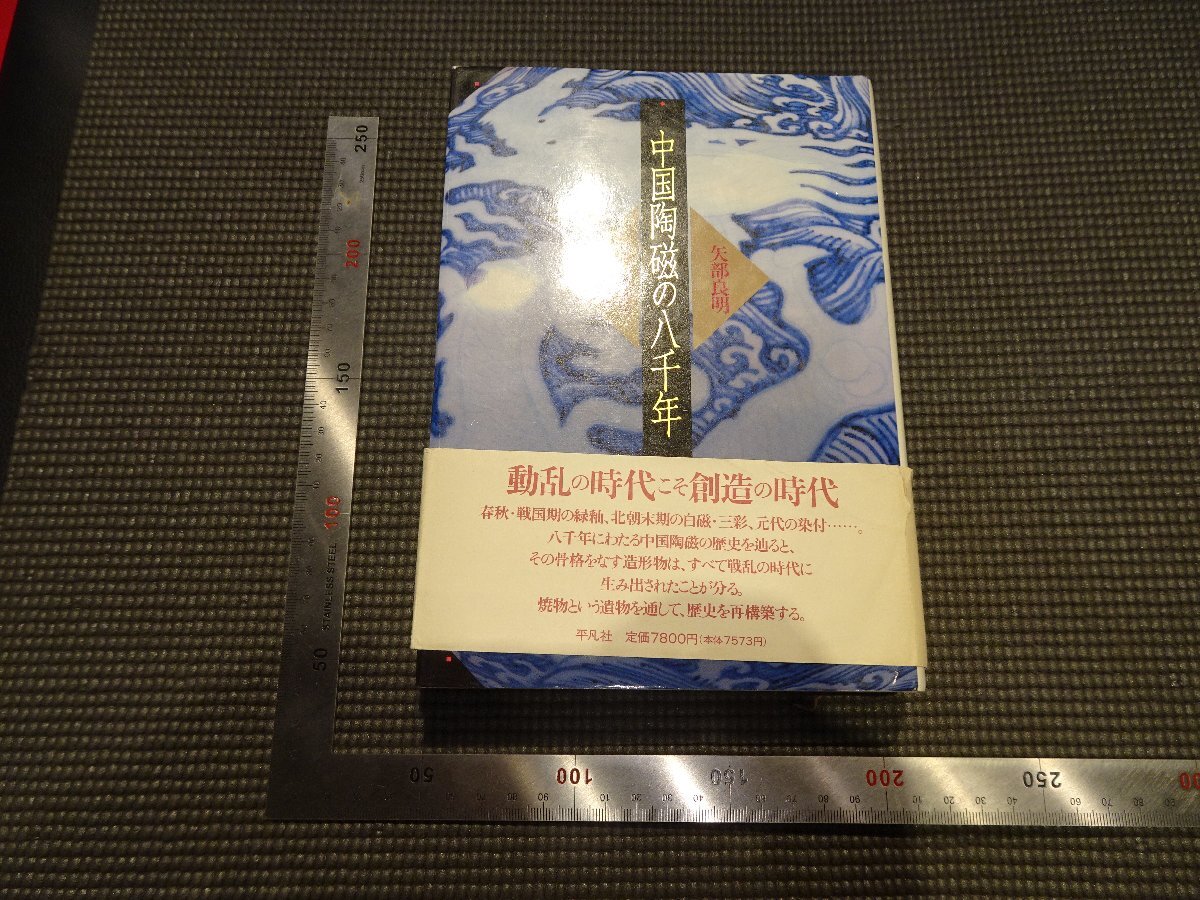 中国陶磁の八千年
矢部良明
動乱の時代こそ創造の時代
春秋・戦国期の緑釉、北朝末期の白磁・三彩、元代の染付……。
八千年にわたる中国陶磁の歴史を辿ると、
その骨格をなす造形物は、すべて戦乱の時代に
生み出されたことが分る。
焼物という遺物を通して、歴史を再構築する。
平凡社 定価7800円(本体7573円)
250
200
150
100
50
STAINLESS STEEL
50
100
150
200
250